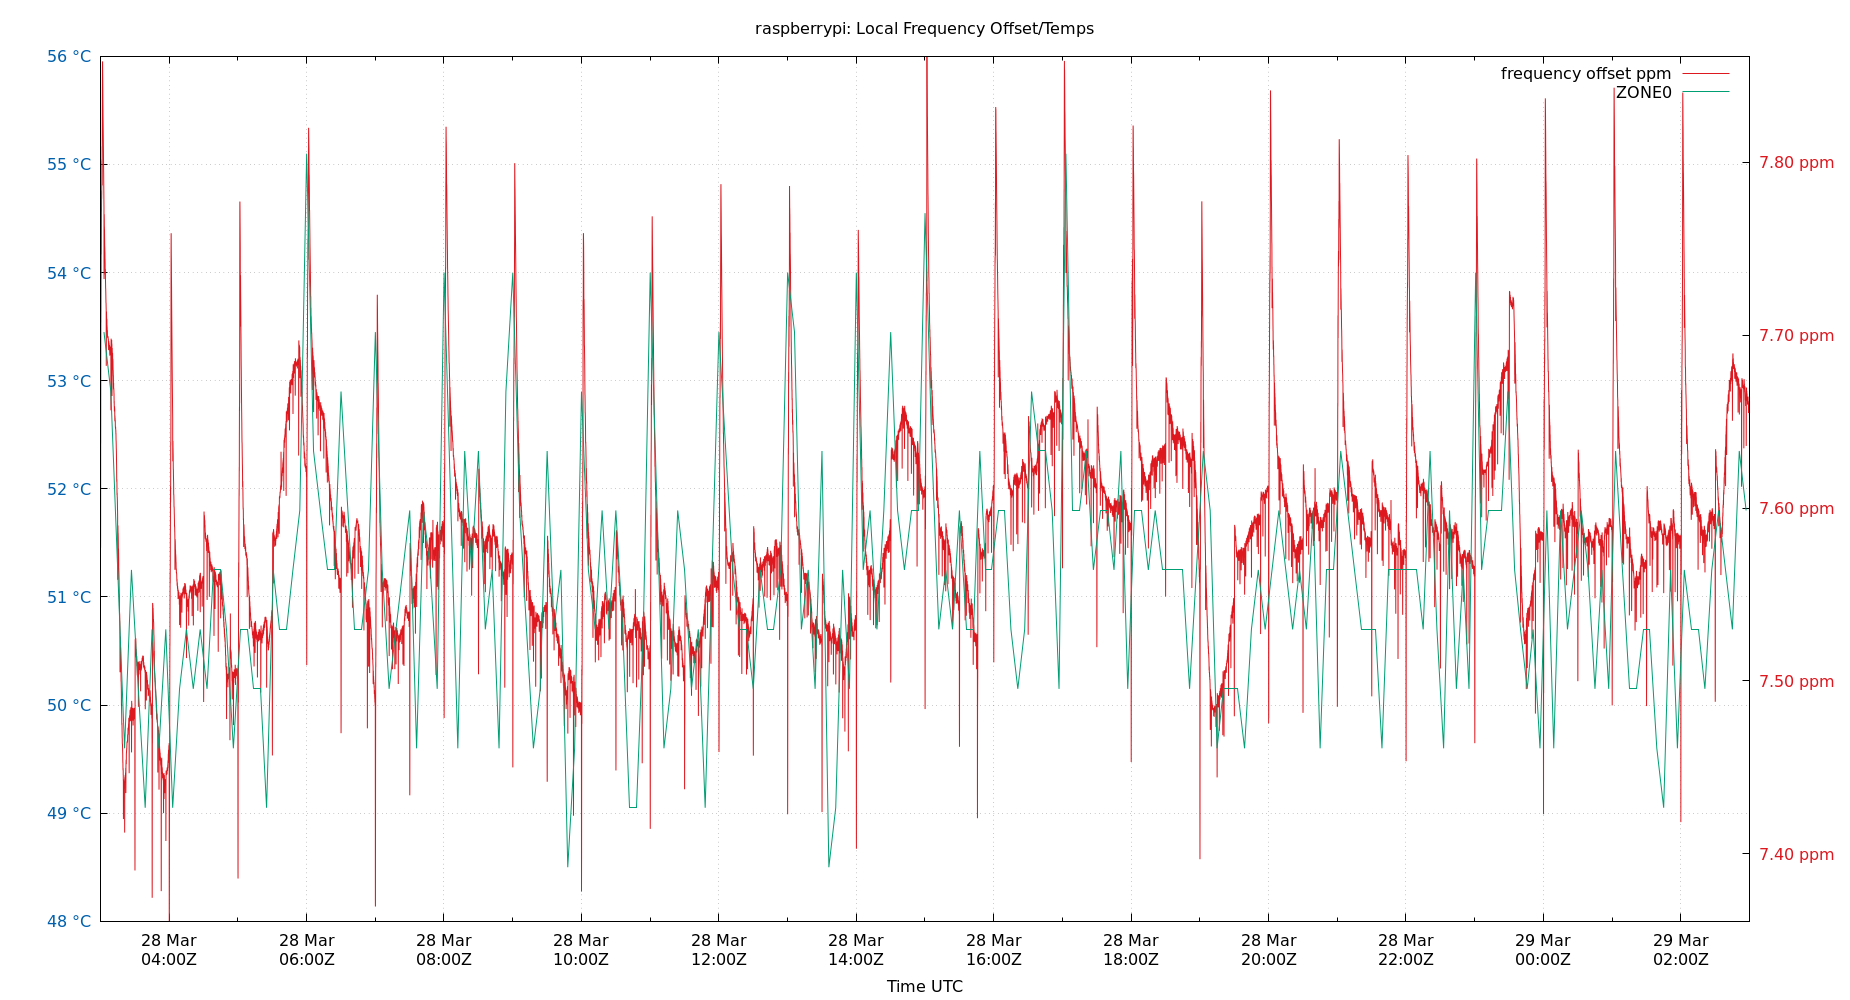 raspberrypi: Local Frequency Offset/Temps
frequency offset ppm
ZONE0
56 °C
55 °C
54 °C
53 °C
52 °C
51 °C
50 °C
49 °C
48 °C
7.80 ppm
7.70 ppm
7.60 ppm
7.50 ppm
7.40 ppm
28 Mar 28 Mar 28 Mar 28 Mar 28 Mar 28 Mar 28 Mar 28 Mar 28 Mar 28 Mar 29 Mar 29 Mar
04:00Z 06:00Z 08:00Z 10:00Z 12:00Z 14:00Z 16:00Z 18:00Z 20:00Z 22:00Z 00:00Z 02:00Z
Time UTC